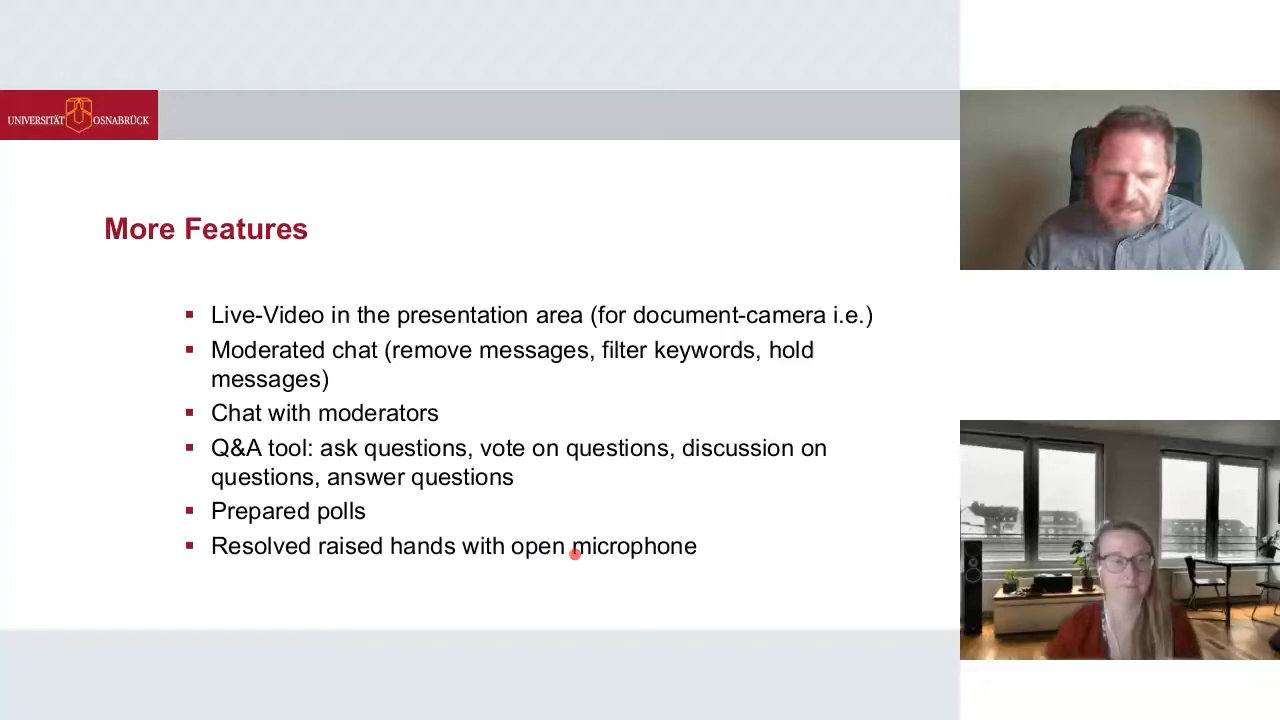 UNIVERSITÄT OSNABRÜCK
More Features
Live-Video in the presentation area (for document-camera i.e.)
Moderated chat (remove messages, filter keywords, hold
messages)
Chat with moderators
Q&A tool: ask questions, vote on questions, discussion on
questions, answer questions
Prepared polls
Resolved raised hands with open microphone